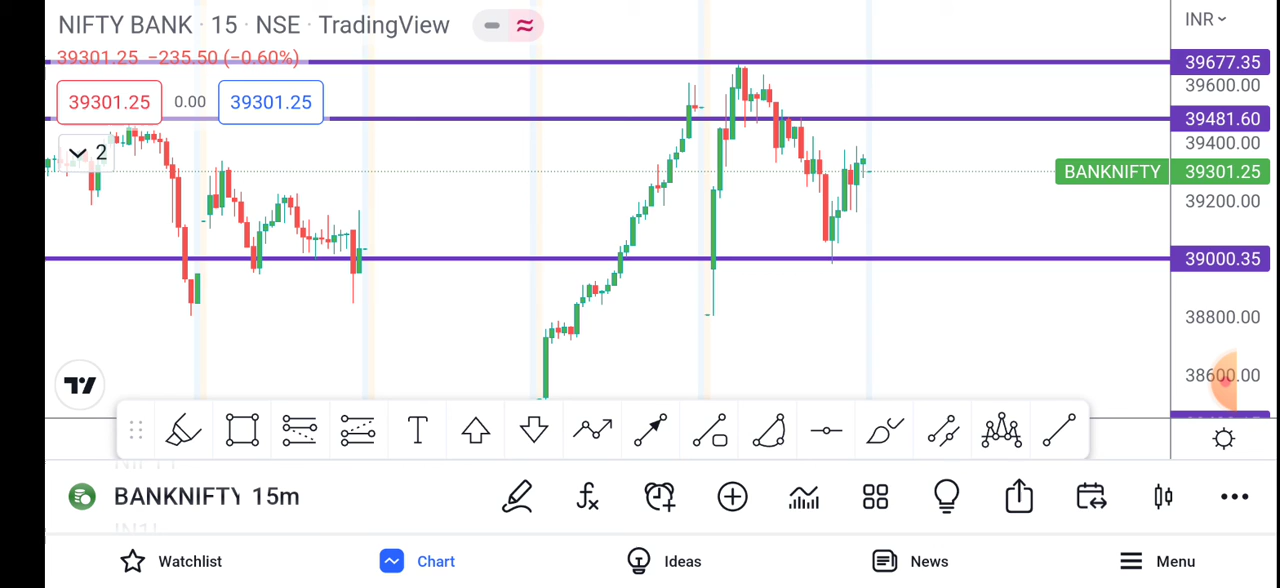 NIFTY BANK · 15 · NSE · TradingView
INR
39301.25 −235.50 (−0.60%)
39677.35
39600.00
39301.25 0.00 39301.25
39481.60
39400.00
2
BANKNIFTY 39301.25
39200.00
39000.35
38800.00
38600.00
T
BANKNIFTY 15m
Watchlist Chart Ideas News Menu